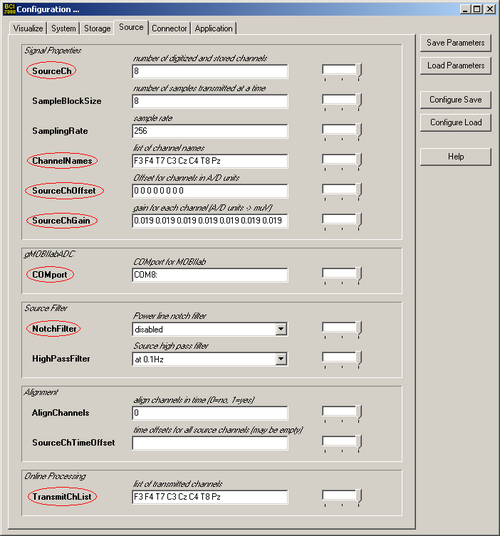 BCI 2000 Configuration ...
Visualize System Storage Source Connector Application
Signal Properties
number of digitized and stored channels
SourceCh 8
number of samples transmitted at a time
SampleBlockSize 8
sample rate
SamplingRate 256
list of channel names
ChannelNames F3 F4 T7 C3 Cz C4 T8 Pz
Offset for channels in A/D units
SourceChOffset 0 0 0 0 0 0 0 0
gain for each channel (A/D units -> muV)
SourceChGain 0.019 0.019 0.019 0.019 0.019 0.019 0.019
gMOBIlabADC
COMport for MOBIlab
COMport COM8:
Source Filter
Power line notch filter
NotchFilter disabled
Source high pass filter
HighPassFilter at 0.1Hz
Alignment
align channels in time (0=no, 1=yes)
AlignChannels 0
time offsets for all source channels (may be empty)
SourceChTimeOffset
Online Processing
list of transmitted channels
TransmitChList F3 F4 T7 C3 Cz C4 T8 Pz
Save Parameters
Load Parameters
Configure Save
Configure Load
Help